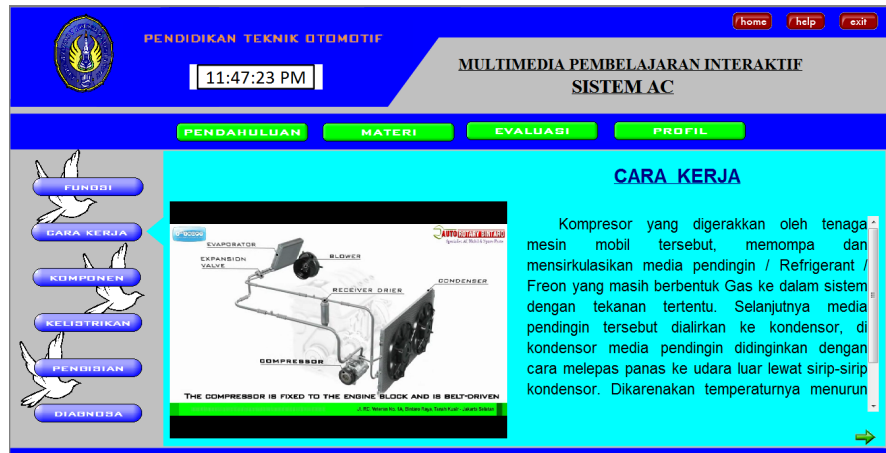 home help exit
PENDIDIKAN TEKNIK OTOMOTIF
11:47:23 PM
MULTIMEDIA PEMBELAJARAN INTERAKTIF
SISTEM AC
PENDAHULUAN MATERI EVALUASI PROFIL
FUNGSI
CARA KERJA
KOMPONEN
KELISTRIKAN
PENGISIAN
DIAGNOSA
AUTO ROTARY BINTARO
EVAPORATOR
EXPANSION
VALVE
BLOWER
RECEIVER DRIER
CONDENSER
COMPRESSOR
THE COMPRESSOR IS FIXED TO THE ENGINE BLOCK AND IS BELT-DRIVEN
CARA KERJA
Kompresor yang digerakkan oleh tenaga
mesin mobil tersebut, memompa dan
mensirkulasikan media pendingin / Refrigerant /
Freon yang masih berbentuk Gas ke dalam sistem
dengan tekanan tertentu. Selanjutnya media
pendingin tersebut dialirkan ke kondensor, di
kondensor media pendingin didinginkan dengan
cara melepas panas ke udara luar lewat sirip-sirip
kondensor. Dikarenakan temperaturnya menurun